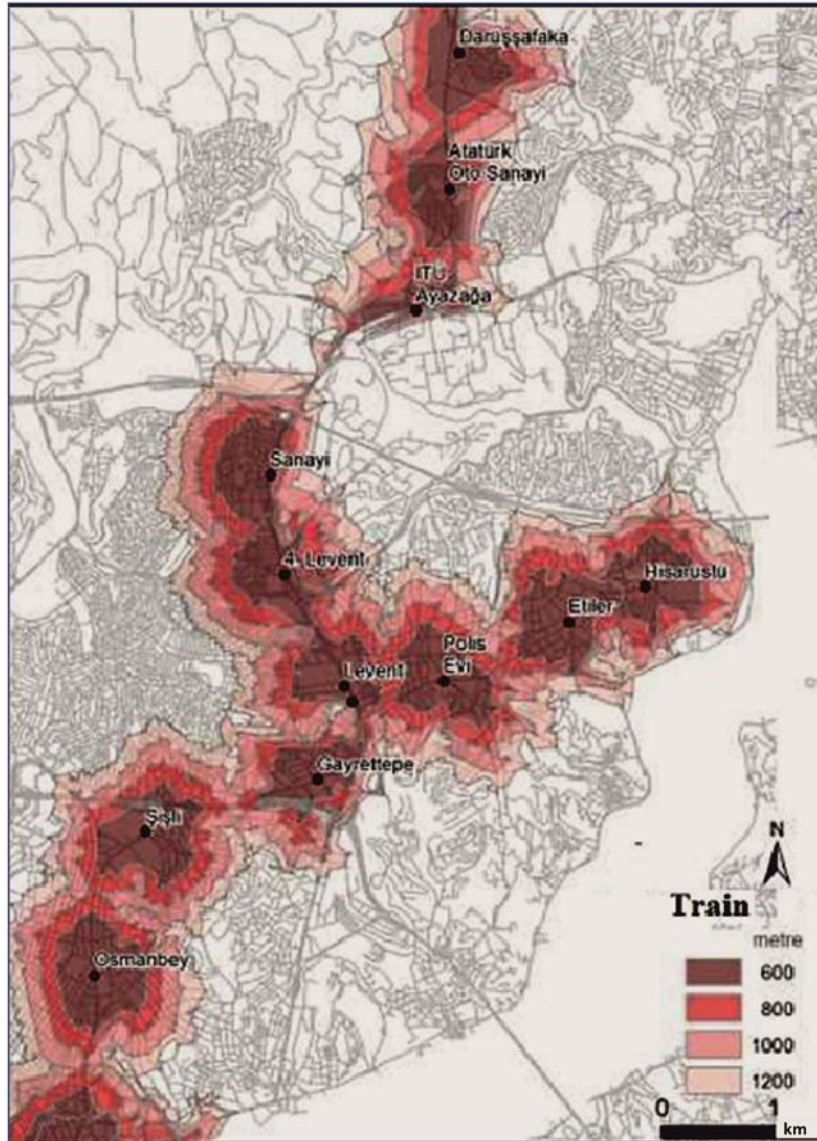 Darüşşafaka
Atatürk
Oto Sanayi
ITÜ
Ayazağa
Sanayi
4. Levent
Hisarüstü
Etiler
Polis
Evi
Levent
Gayrettepe
Şişli
Osmanbey
N
Train
metre
600
800
1000
1200
0 1
km